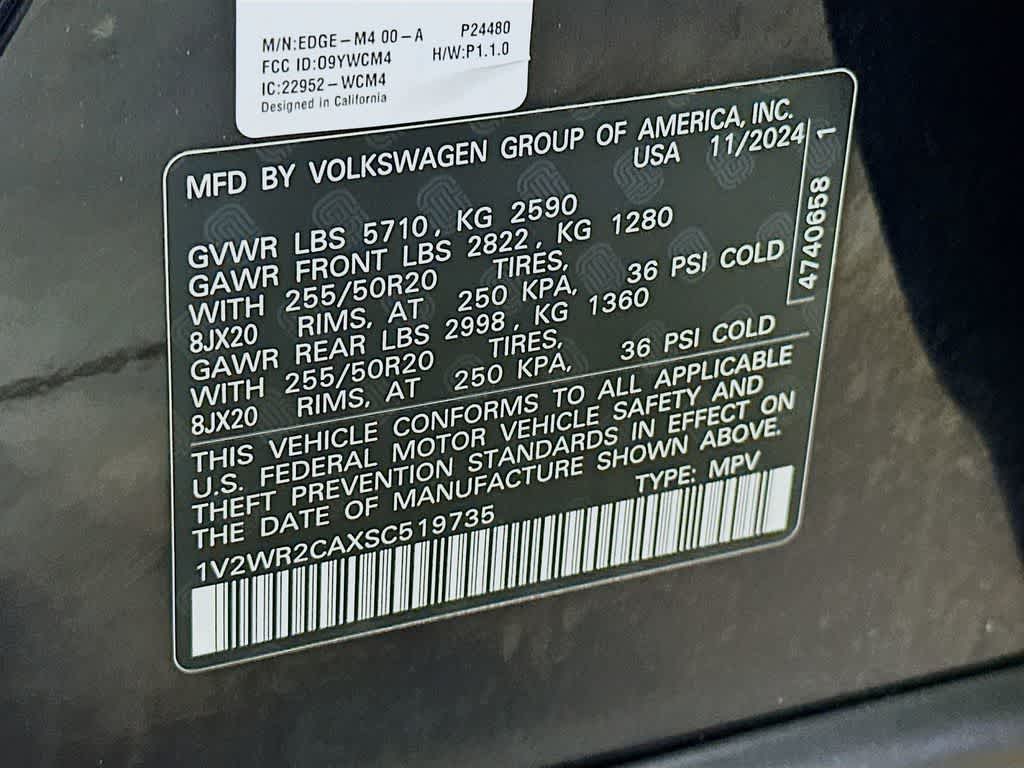 M/N:EDGE-M4 00-A P24480
FCC ID:O9YWCM4 H/W:P1.1.0
IC:22952-WCM4
Designed in California
MFD BY VOLKSWAGEN GROUP OF AMERICA, INC.
USA 11/2024
GVWR LBS 5710, KG 2590
GAWR FRONT LBS 2822, KG 1280
WITH 255/50R20 TIRES,
8JX20 RIMS, AT 250 KPA, 36 PSI COLD
GAWR REAR LBS 2998, KG 1360
WITH 255/50R20 TIRES,
8JX20 RIMS, AT 250 KPA, 36 PSI COLD
THIS VEHICLE CONFORMS TO ALL APPLICABLE
U.S. FEDERAL MOTOR VEHICLE SAFETY AND
THEFT PREVENTION STANDARDS IN EFFECT ON
THE DATE OF MANUFACTURE SHOWN ABOVE.
TYPE: MPV
1V2WR2CAXSC519735
4740658 1